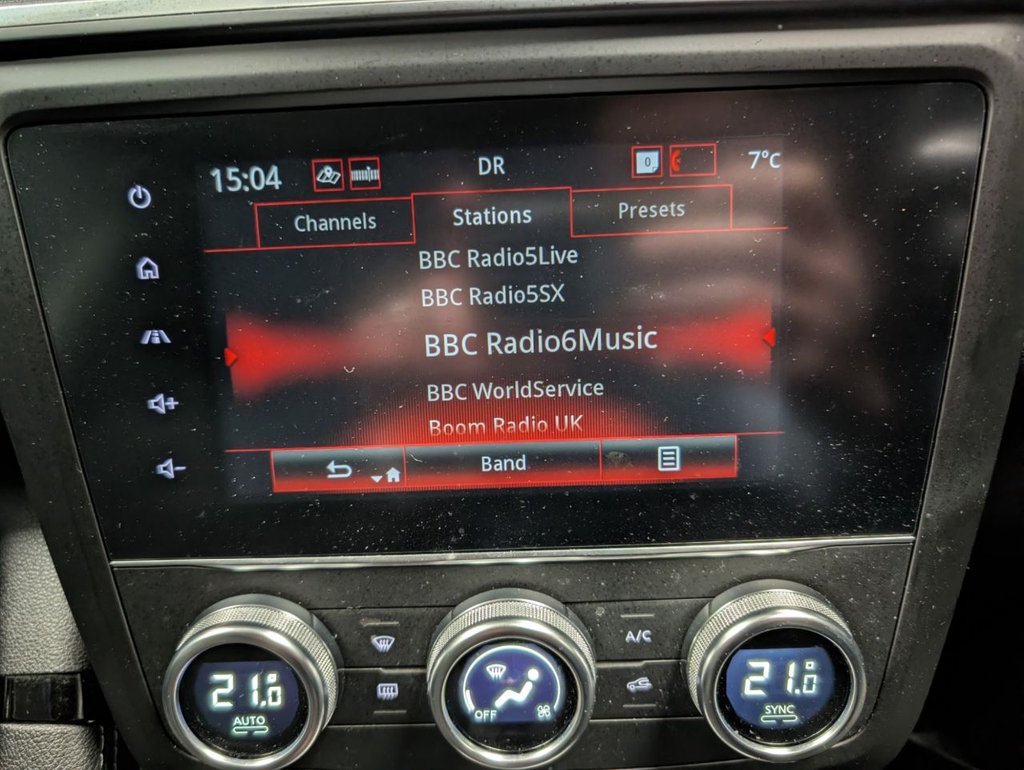 15:04 DR 0 7°C
Channels Stations Presets
BBC Radio5Live
BBC Radio5SX
BBC Radio6Music
BBC WorldService
Boom Radio UK
Band
A/C
21.0 21.0
AUTO OFF SYNC